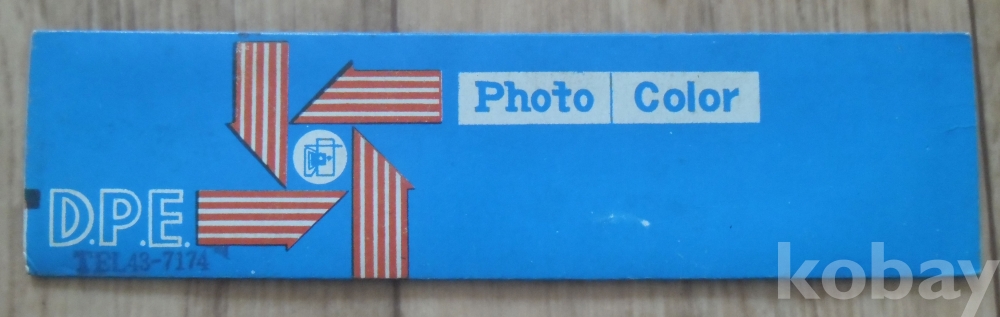 Photo Color
D.P.E.
TEL43-7174
kobay